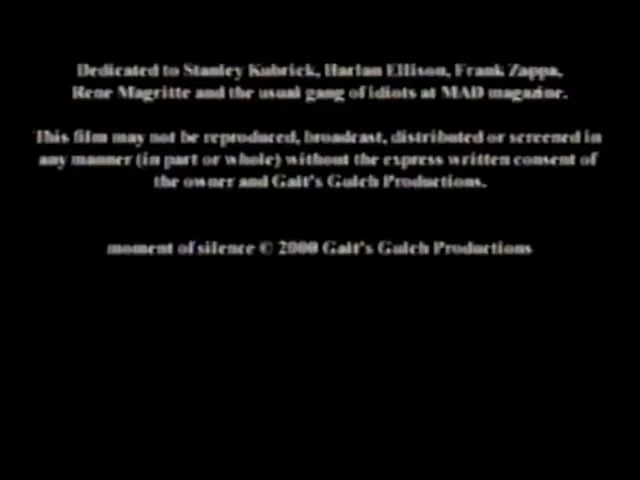 Dedicated to Stanley Kubrick, Harlan Ellison, Frank Zappa,
Rene Magritte and the usual gang of idiots at MAD magazine.
This film may not be reproduced, broadcast, distributed or screened in
any manner (in part or whole) without the express written consent of
the owner and Galt's Gulch Productions.
moment of silence © 2000 Galt's Gulch Productions